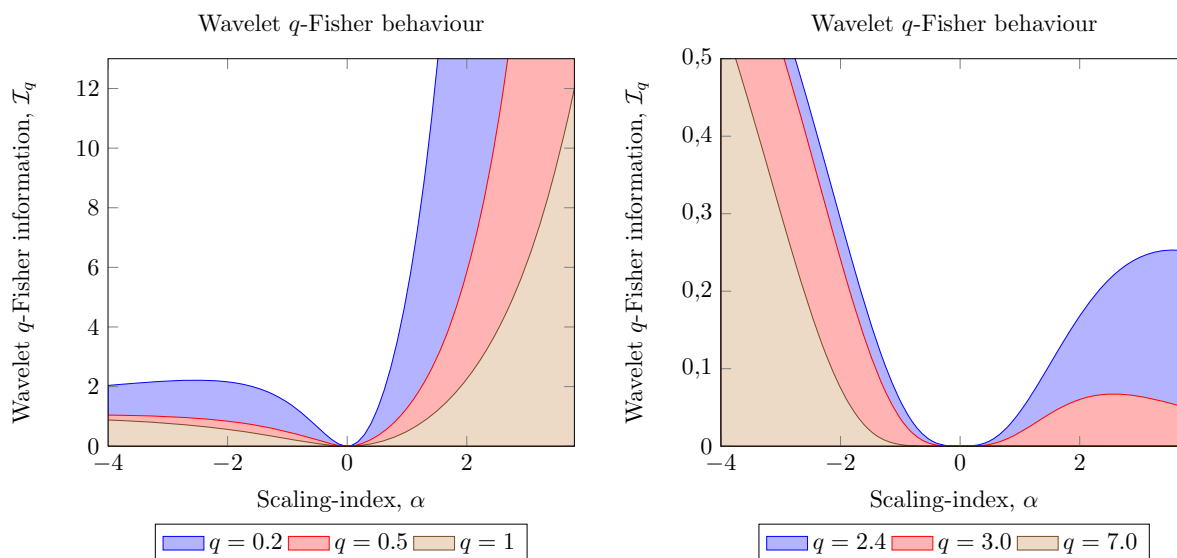 Wavelet q-Fisher behaviour
Wavelet q-Fisher information, 𝓘_q
12
10
8
6
4
2
0
−4
−2
0
2
Scaling-index, α
q = 0.2
q = 0.5
q = 1
Wavelet q-Fisher behaviour
Wavelet q-Fisher information, 𝓘_q
0,5
0,4
0,3
0,2
0,1
0
−4
−2
0
2
Scaling-index, α
q = 2.4
q = 3.0
q = 7.0